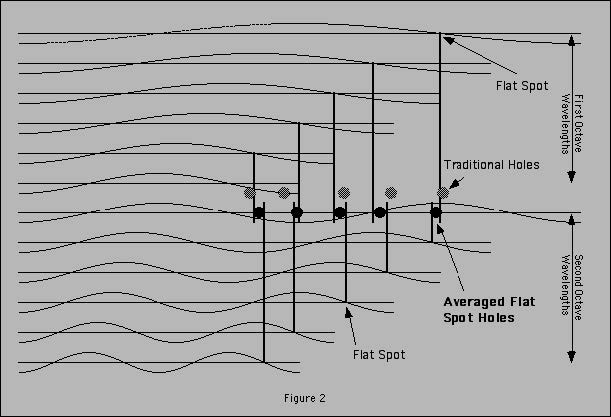 Flat Spot
First Octave
Wavelengths
Traditional Holes
Averaged Flat
Spot Holes
Second Octave
Wavelengths
Flat Spot
Figure 2